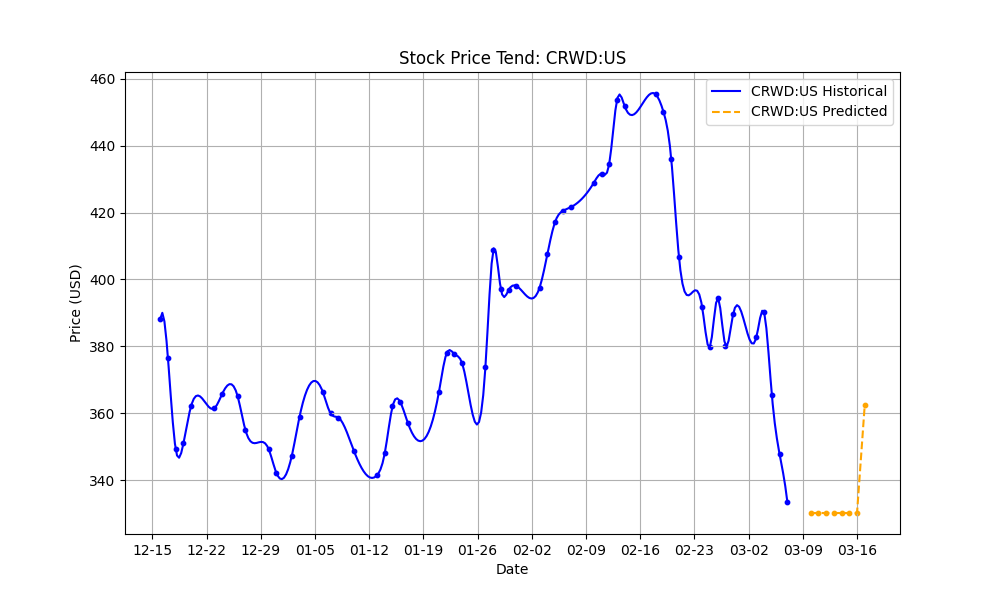 Stock Price Tend: CRWD:US
CRWD:US Historical
CRWD:US Predicted
Price (USD)
460
440
420
400
380
360
340
12-15 12-22 12-29 01-05 01-12 01-19 01-26 02-02 02-09 02-16 02-23 03-02 03-09 03-16
Date